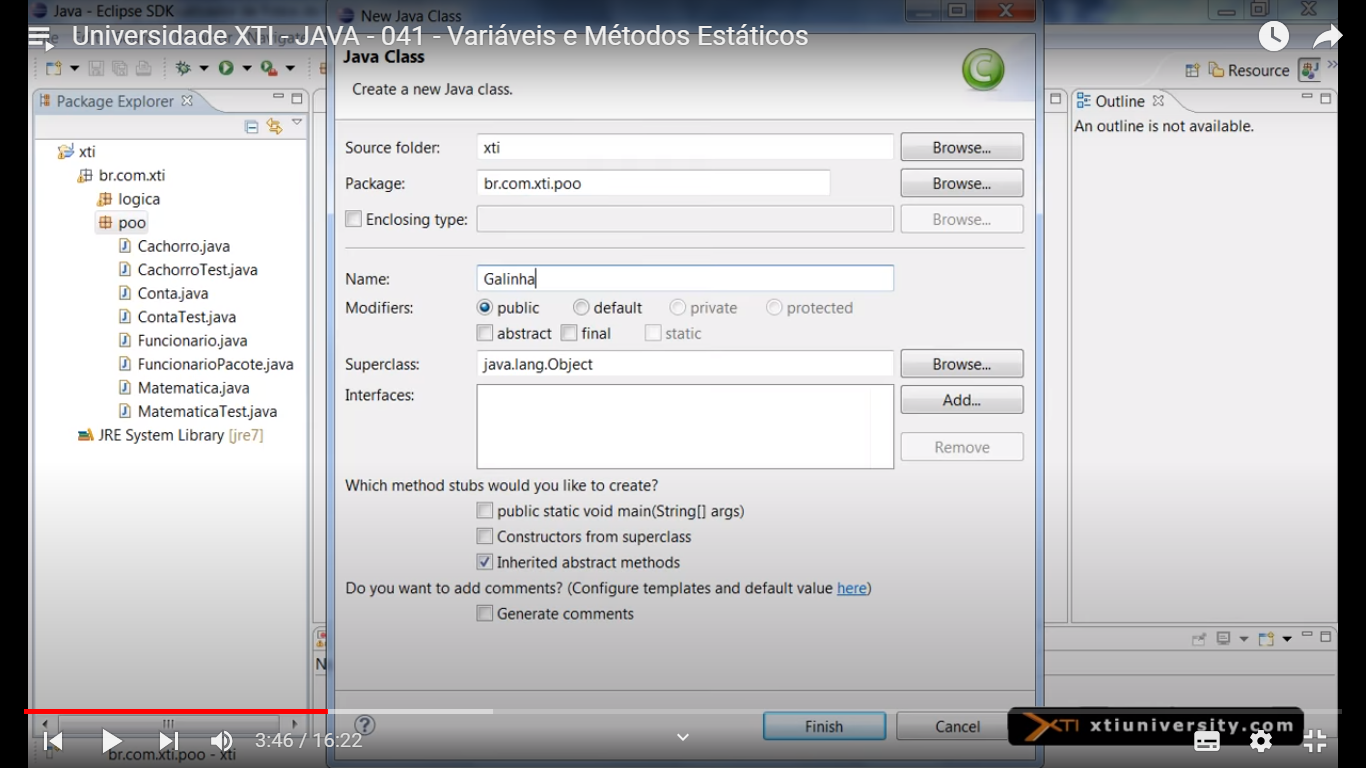 Java - Eclipse SDK
New Java Class
Universidade XTI - JAVA - 041 - Variáveis e Métodos Estáticos
Java Class
Create a new Java class.
Resource
Package Explorer
Outline
An outline is not available.
xti
br.com.xti
logica
poo
Cachorro.java
CachorroTest.java
Conta.java
ContaTest.java
Funcionario.java
FuncionarioPacote.java
Matematica.java
MatematicaTest.java
JRE System Library [jre7]
Source folder: xti Browse...
Package: br.com.xti.poo Browse...
Enclosing type: Browse...
Name: Galinha
Modifiers: public default private protected
abstract final static
Superclass: java.lang.Object Browse...
Interfaces: Add...
Remove
Which method stubs would you like to create?
public static void main(String[] args)
Constructors from superclass
Inherited abstract methods
Do you want to add comments? (Configure templates and default value here)
Generate comments
Finish Cancel
XTI xtiuniversity.com
3:46 / 16:22
br.com.xti.poo - xti